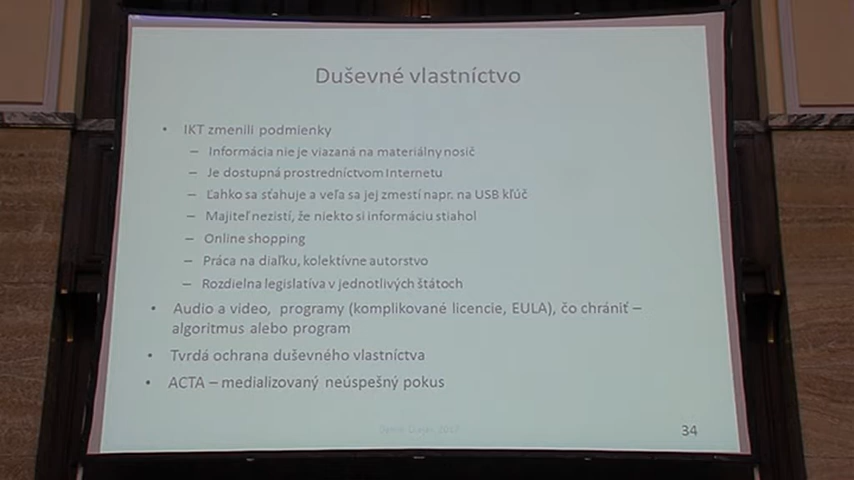 Duševné vlastníctvo
• IKT zmenili podmienky
– Informácia nie je viazaná na materiálny nosič
– Je dostupná prostredníctvom Internetu
– Ľahko sa sťahuje a veľa sa jej zmestí napr. na USB kľúč
– Majiteľ nezistí, že niekto si informáciu stiahol
– Online shopping
– Práca na diaľku, kolektívne autorstvo
– Rozdielna legislatíva v jednotlivých štátoch
• Audio a video, programy (komplikované licencie, EULA), čo chrániť –
algoritmus alebo program
• Tvrdá ochrana duševného vlastníctva
• ACTA – medializovaný neúspešný pokus
34